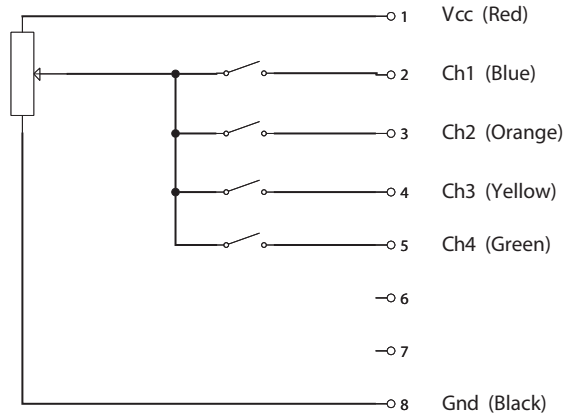 1 Vcc (Red)
2 Ch1 (Blue)
3 Ch2 (Orange)
4 Ch3 (Yellow)
5 Ch4 (Green)
6
7
8 Gnd (Black)